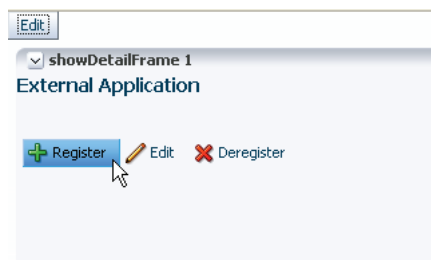 Edit
showDetailFrame 1
External Application
Register Edit Deregister